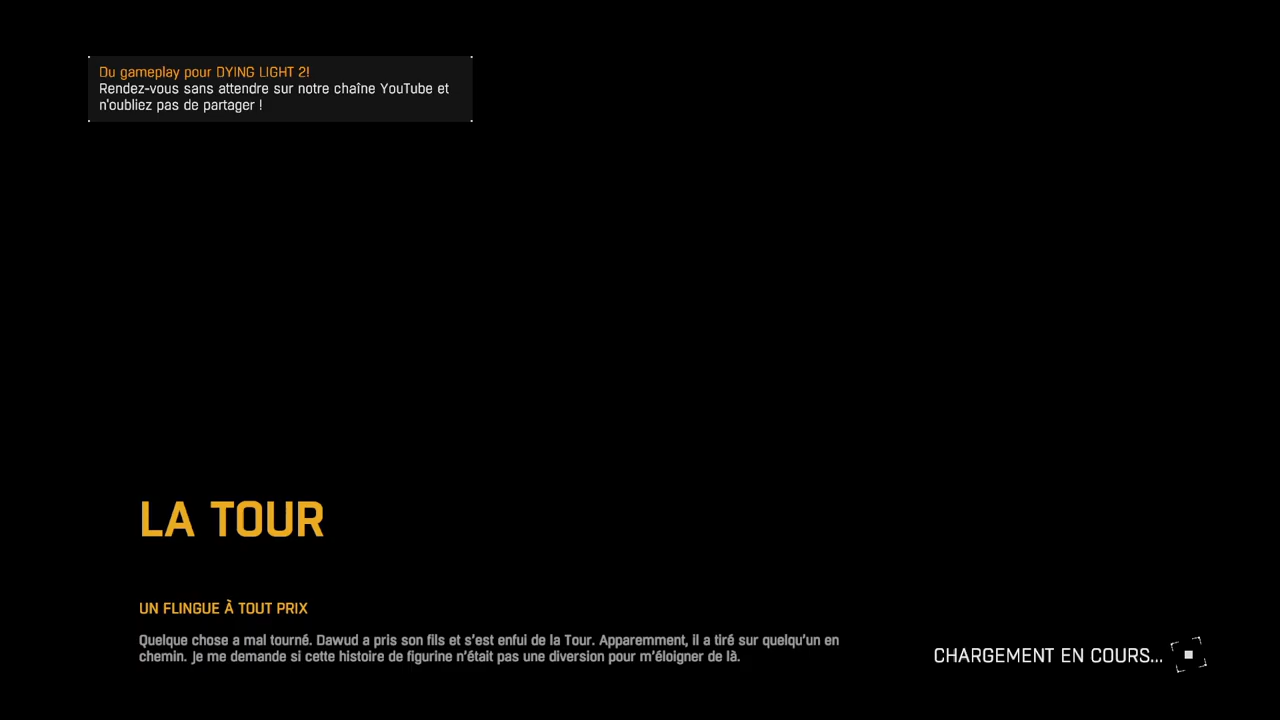 Du gameplay pour DYING LIGHT 2!
Rendez-vous sans attendre sur notre chaîne YouTube et
n'oubliez pas de partager !
LA TOUR
UN FLINGUE À TOUT PRIX
Quelque chose a mal tourné. Dawud a pris son fils et s'est enfui de la Tour. Apparemment, il a tiré sur quelqu'un en
chemin. Je me demande si cette histoire de figurine n'était pas une diversion pour m'éloigner de là.
CHARGEMENT EN COURS...